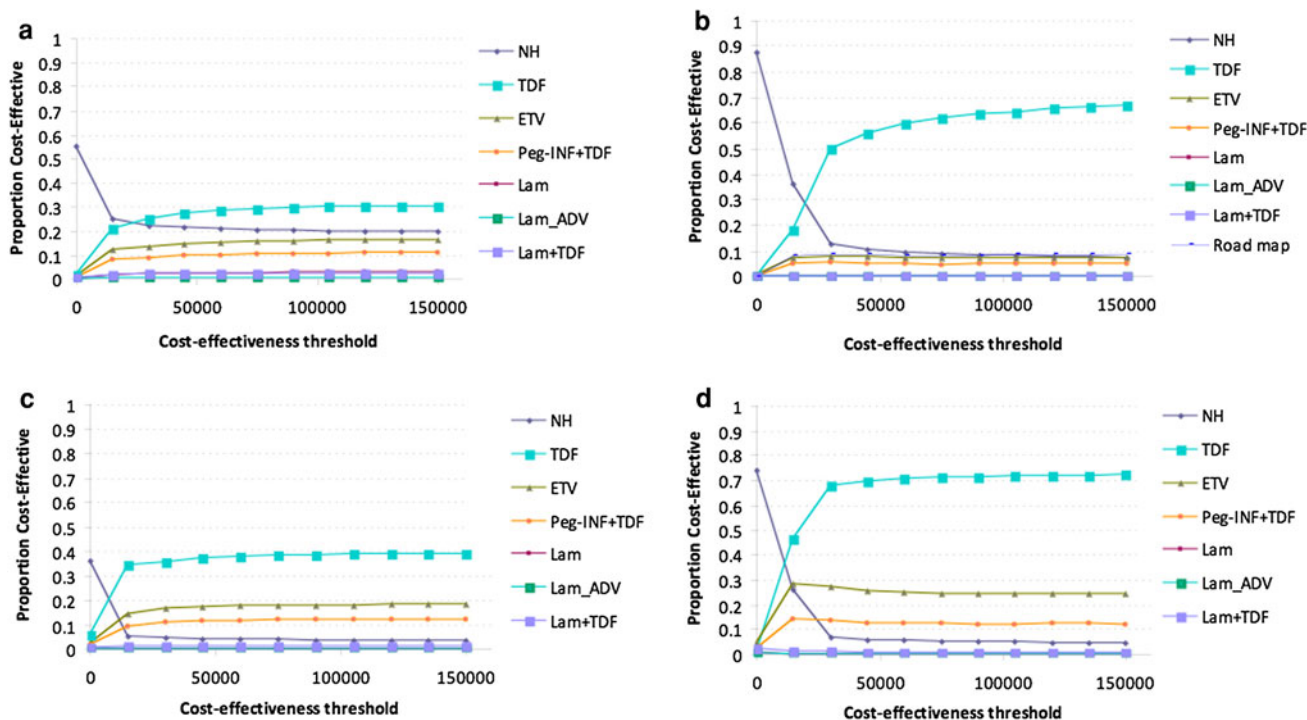 a
Proportion Cost-Effective
1
0.9
0.8
0.7
0.6
0.5
0.4
0.3
0.2
0.1
0
0 50000 100000 150000
Cost-effectiveness threshold
NH
TDF
ETV
Peg-INF+TDF
Lam
Lam_ADV
Lam+TDF
b
Proportion Cost-Effective
1
0.9
0.8
0.7
0.6
0.5
0.4
0.3
0.2
0.1
0
0 50000 100000 150000
Cost-effectiveness threshold
NH
TDF
ETV
Peg-INF+TDF
Lam
Lam_ADV
Lam+TDF
Road map
c
Proportion Cost-Effective
1
0.9
0.8
0.7
0.6
0.5
0.4
0.3
0.2
0.1
0
0 50000 100000 150000
Cost-effectiveness threshold
NH
TDF
ETV
Peg-INF+TDF
Lam
Lam_ADV
Lam+TDF
d
Proportion Cost-Effective
1
0.9
0.8
0.7
0.6
0.5
0.4
0.3
0.2
0.1
0
0 50000 100000 150000
Cost-effectiveness threshold
NH
TDF
ETV
Peg-INF+TDF
Lam
Lam_ADV
Lam+TDF